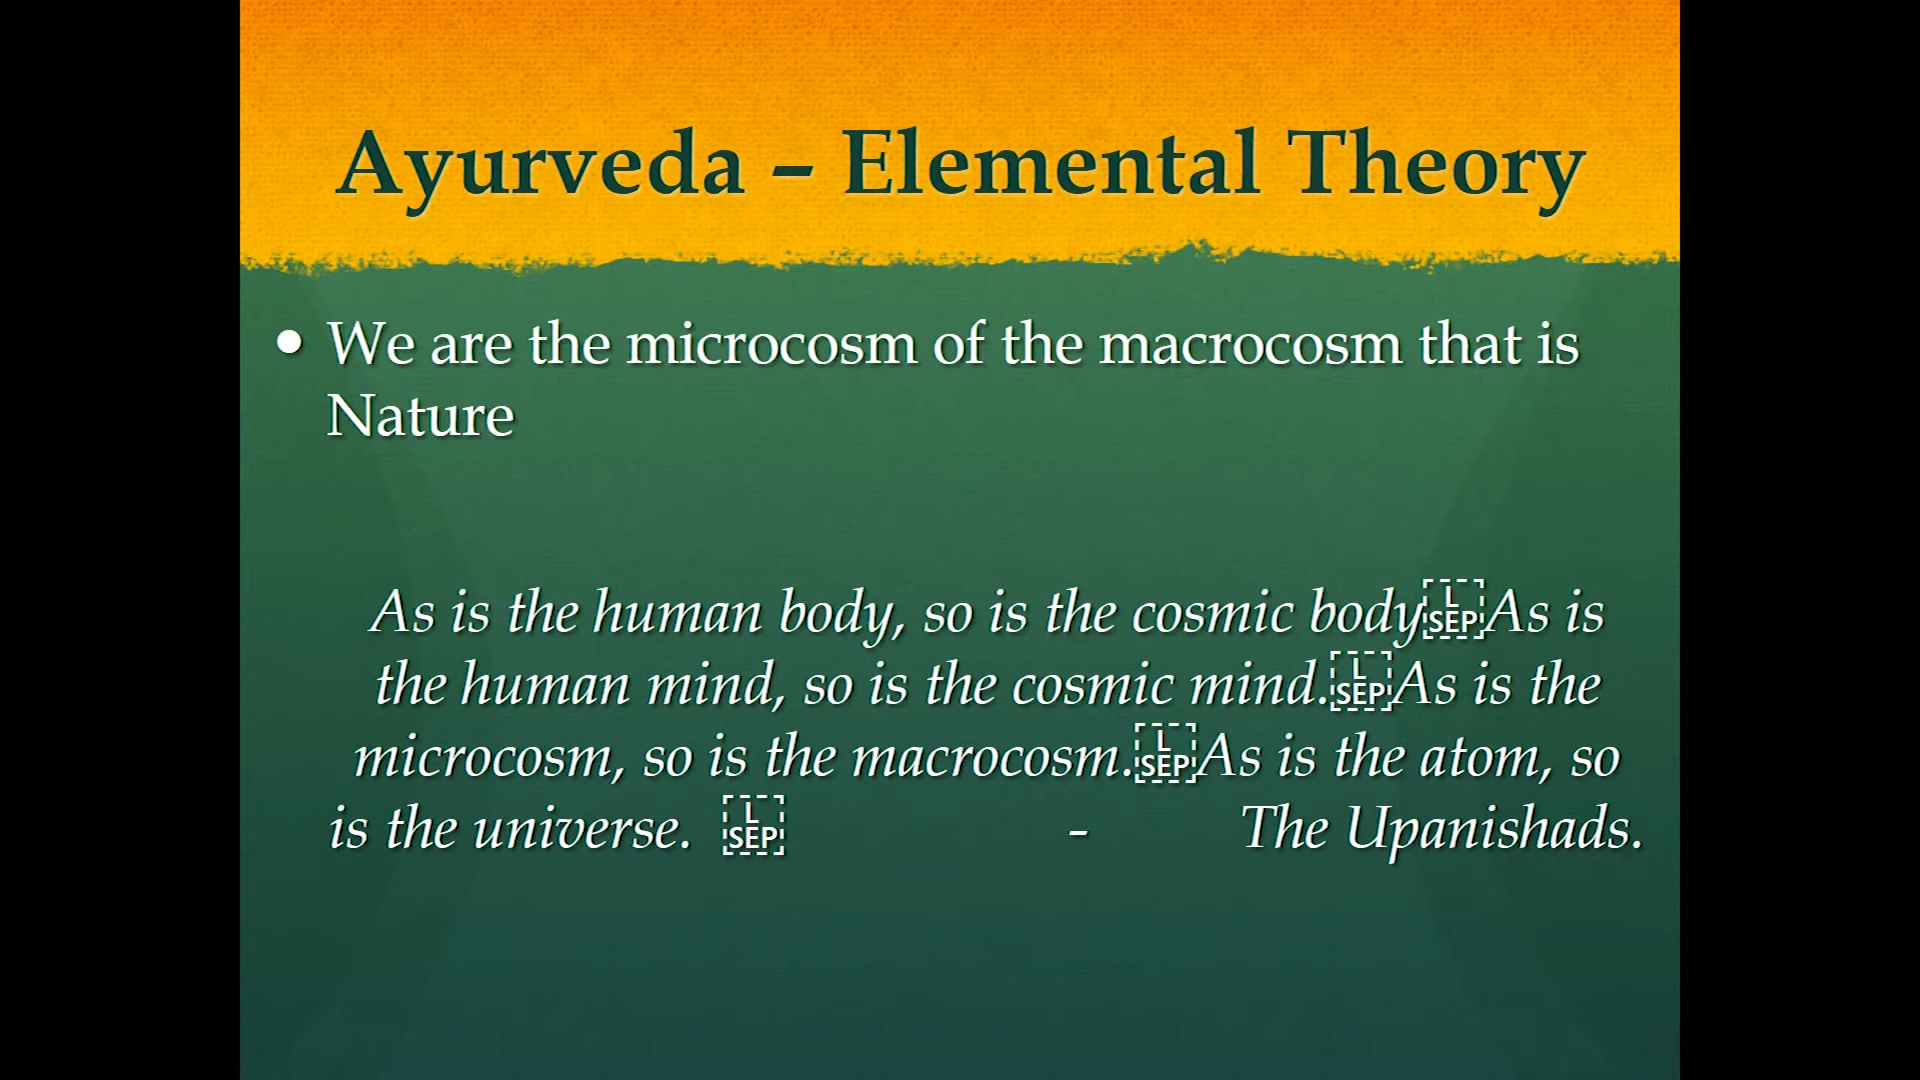 Ayurveda – Elemental Theory
• We are the microcosm of the macrocosm that is
Nature
As is the human body, so is the cosmic body[L SEP]As is
the human mind, so is the cosmic mind.[L SEP]As is the
microcosm, so is the macrocosm.[L SEP]As is the atom, so
is the universe. [L SEP] - The Upanishads.